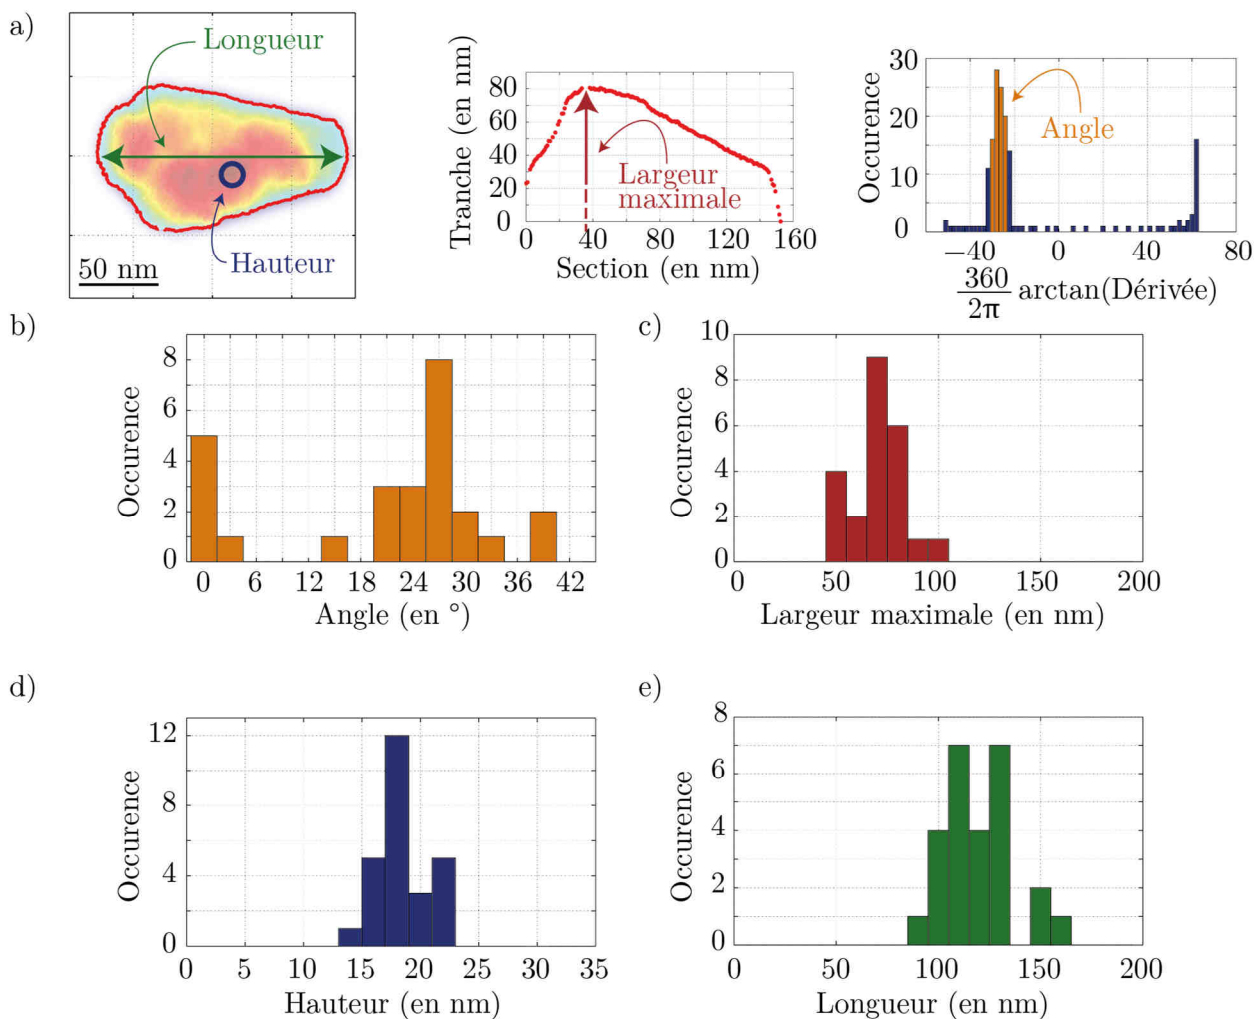 a)
Longueur
Hauteur
50 nm
Tranche (en nm)
80
60
40
20
0
0 40 80 120 160
Section (en nm)
Largeur
maximale
Occurence
30
20
10
0
−40 0 40 80
Angle
360
2π
arctan(Dérivée)
b)
Occurence
8
6
4
2
0
0 6 12 18 24 30 36 42
Angle (en °)
c)
Occurence
10
8
6
4
2
0
0 50 100 150 200
Largeur maximale (en nm)
d)
Occurence
12
8
4
0
0 5 10 15 20 25 30 35
Hauteur (en nm)
e)
Occurence
8
6
4
2
0
0 50 100 150 200
Longueur (en nm)